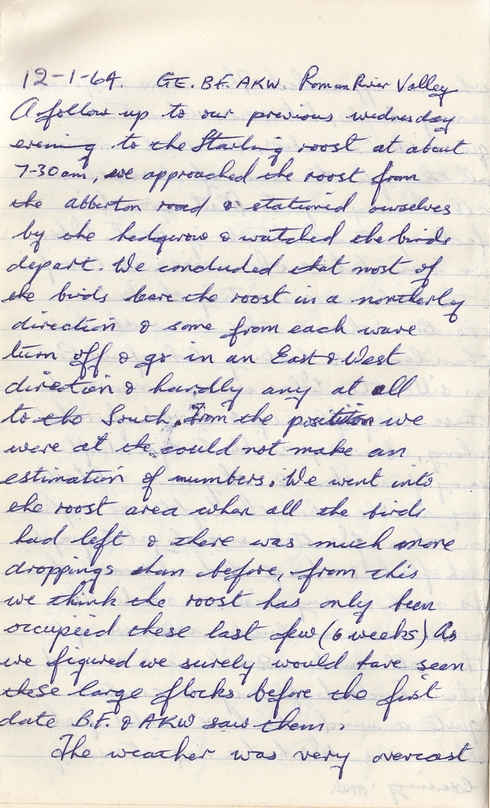 12-1-64. GE. BF. AKW. Roman River Valley
A follow up to our previous wednesday
evening to the Starling roost at about
7-30am, we approached the roost from
the abberton road & stationed ourselves
by the hedgerow & watched the birds
depart. We concluded that most of
the birds leave the roost in a northerly
direction & some from each wave
turn off & go in an East & West
direction & hardly any at all
to the South. From the position we
were at the could not make an
estimation of numbers. We went into
the roost area when all the birds
had left & there was much more
droppings than before, from this
we think the roost has only been
occupied these last few (6 weeks) As
we figured we surely would have seen
these large flocks before the first
date B.F. & AKW saw them.
The weather was very overcast